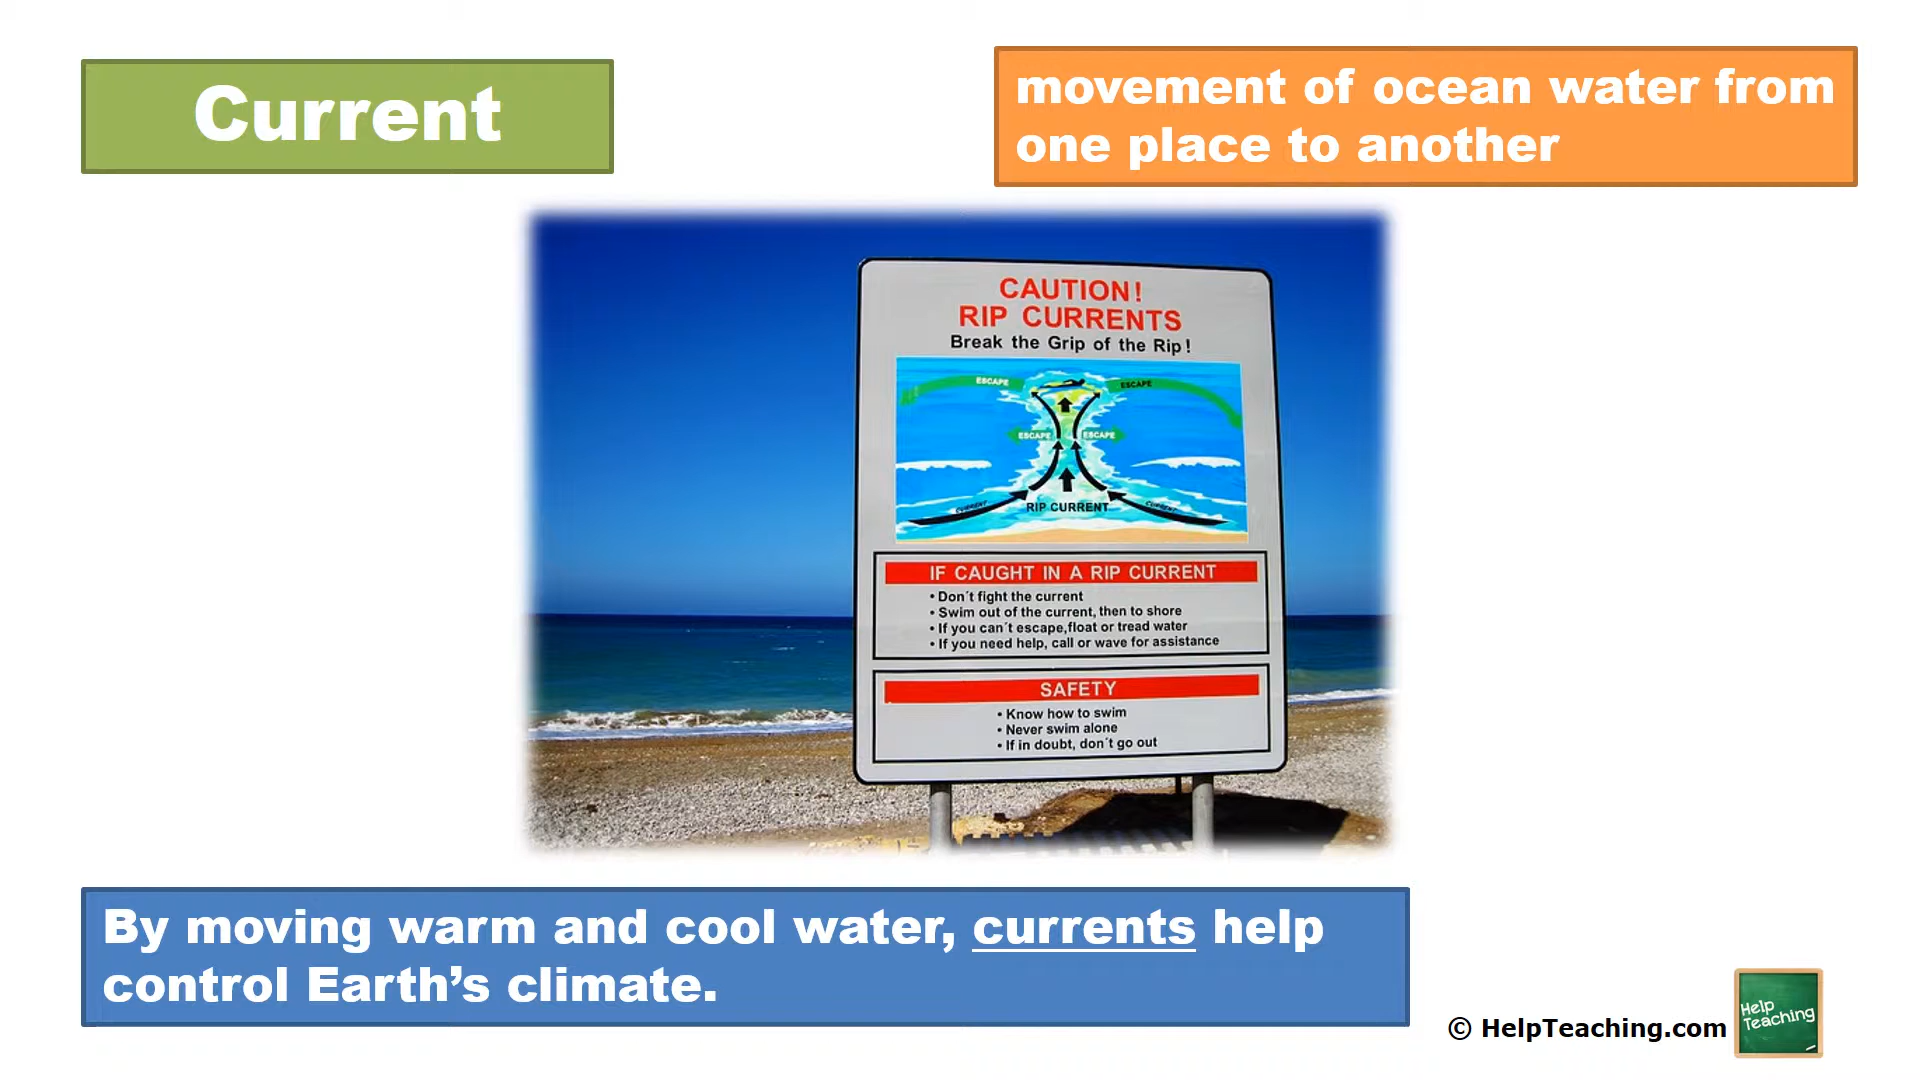 Current
movement of ocean water from
one place to another
CAUTION!
RIP CURRENTS
Break the Grip of the Rip!
ESCAPE
ESCAPE
ESCAPE
ESCAPE
CURRENT
RIP CURRENT
CURRENT
IF CAUGHT IN A RIP CURRENT
• Don´t fight the current
• Swim out of the current, then to shore
• If you can´t escape,float or tread water
• If you need help, call or wave for assistance
SAFETY
• Know how to swim
• Never swim alone
• If in doubt, don´t go out
By moving warm and cool water, currents help
control Earth’s climate.
© HelpTeaching.com
Help
Teaching